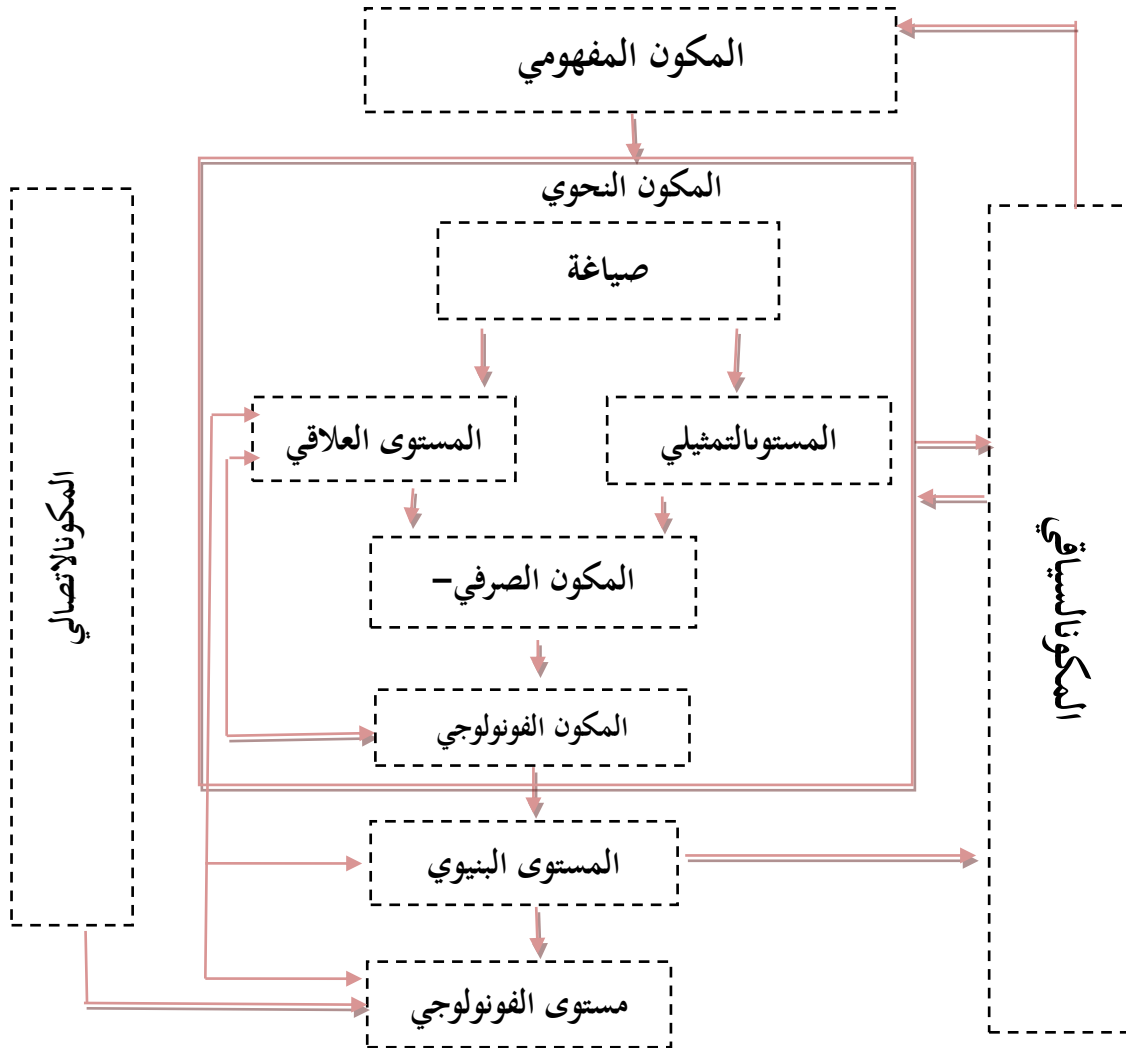 المكون المفهومي
المكون النحوي
صياغة
المستوىالتمثيلي
المستوى العلاقي
المكون الصرفي–
المكون الفونولوجي
المستوى البنيوي
مستوى الفونولوجي
المكونالسياقي
المكونالاتصالي